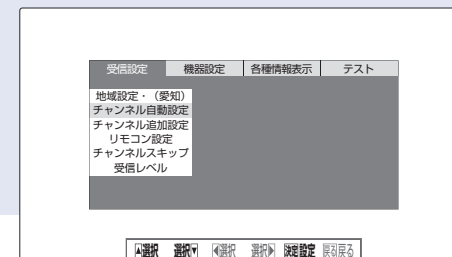 受信設定 機器設定 各種情報表示 テスト
地域設定・（愛知）
チャンネル自動設定
チャンネル追加設定
リモコン設定
チャンネルスキップ
受信レベル
▲選択 選択▼ ◀選択 選択▶ 決定設定 戻る戻る